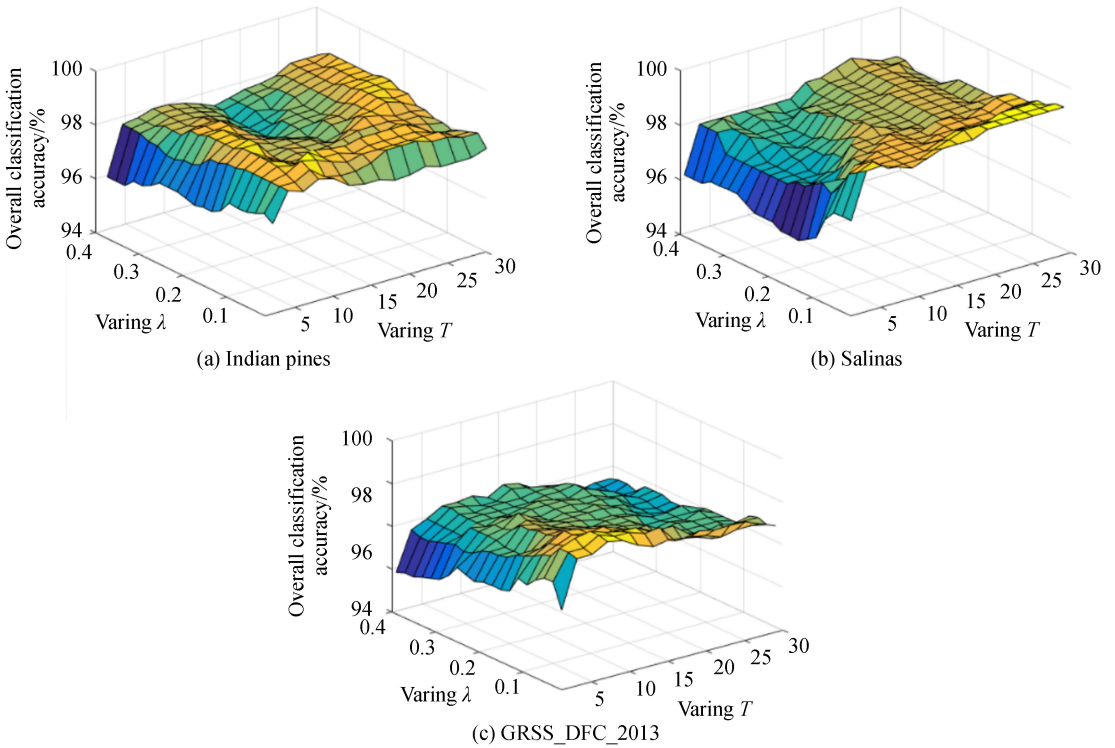 Overall classification
accuracy/%
100
98
96
94
0.4
0.3
0.2
0.1
Varing λ
5
10
15
20
25
30
Varing T
(a) Indian pines
Overall classification
accuracy/%
100
98
96
94
0.4
0.3
0.2
0.1
Varing λ
5
10
15
20
25
30
Varing T
(b) Salinas
Overall classification
accuracy/%
100
98
96
94
0.4
0.3
0.2
0.1
Varing λ
5
10
15
20
25
30
Varing T
(c) GRSS_DFC_2013